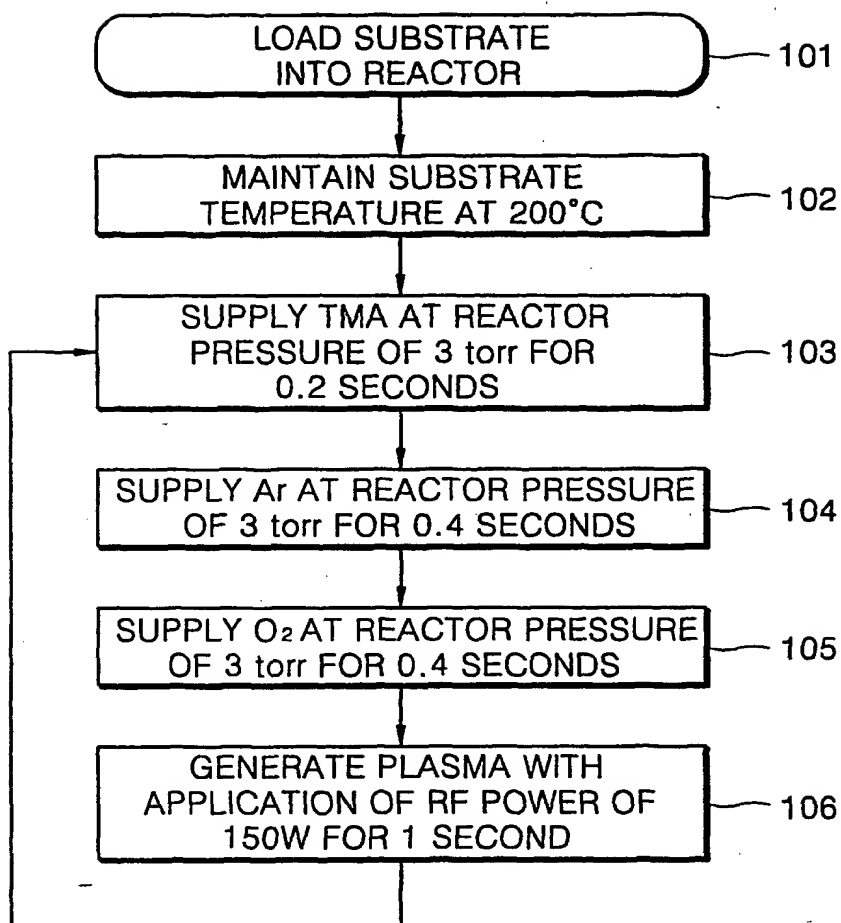 LOAD SUBSTRATE
INTO REACTOR
101
MAINTAIN SUBSTRATE
TEMPERATURE AT 200°C
102
SUPPLY TMA AT REACTOR
PRESSURE OF 3 torr FOR
0.2 SECONDS
103
SUPPLY Ar AT REACTOR PRESSURE
OF 3 torr FOR 0.4 SECONDS
104
SUPPLY O₂ AT REACTOR PRESSURE
OF 3 torr FOR 0.4 SECONDS
105
GENERATE PLASMA WITH
APPLICATION OF RF POWER OF
150W FOR 1 SECOND
106